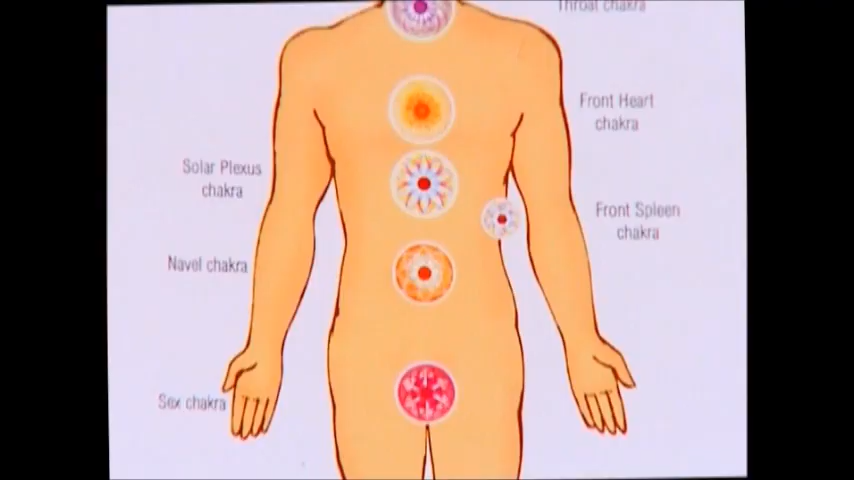 Throat chakra
Front Heart
chakra
Solar Plexus
chakra
Front Spleen
chakra
Navel chakra
Sex chakra